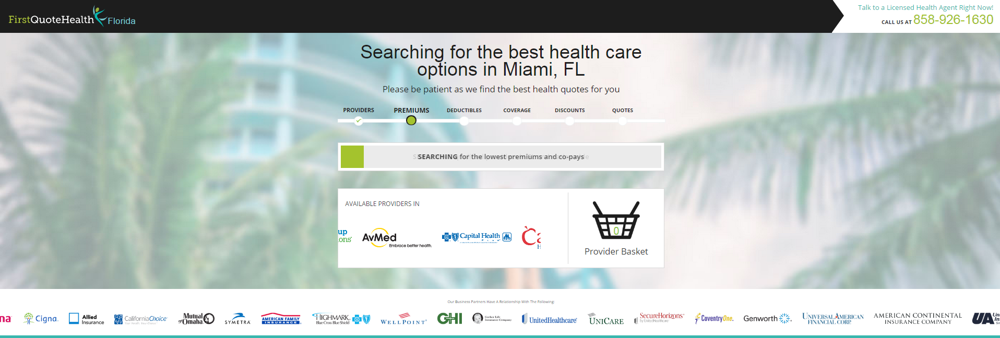 FirstQuoteHealth Florida
Talk to a Licensed Health Agent Right Now!
CALL US AT 858-926-1630
Searching for the best health care
options in Miami, FL
Please be patient as we find the best health quotes for you
PROVIDERS PREMIUMS DEDUCTIBLES COVERAGE DISCOUNTS QUOTES
SEARCHING for the lowest premiums and co-pays
AVAILABLE PROVIDERS IN
up
ions
AvMed
Embrace better health.
Capital Health
Ca
H
0
Provider Basket
Our Business Partners Have A Relationship With The Following:
na
Cigna.
Allied
Insurance
CaliforniaChoice
Mutual
of Omaha
SYMETRA
AMERICAN FAMILY
INSURANCE
HIGHMARK
Blue Cross Blue Shield
WELLPOINT
GHI
Gerber Life
Insurance Company
UnitedHealthcare
UNICARE
SecureHorizons
by UnitedHealthcare
CoventryOne.
Genworth
UNIVERSAL AMERICAN
FINANCIAL CORP.
AMERICAN CONTINENTAL
INSURANCE COMPANY
UA